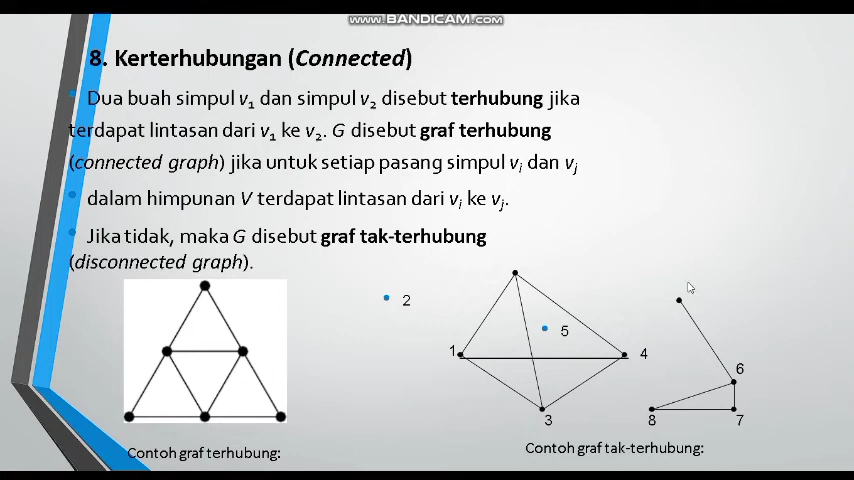 www.BANDICAM.com
8. Kerterhubungan (Connected)
Dua buah simpul v₁ dan simpul v₂ disebut terhubung jika
terdapat lintasan dari v₁ ke v₂. G disebut graf terhubung
(connected graph) jika untuk setiap pasang simpul vᵢ dan vⱼ
dalam himpunan V terdapat lintasan dari vᵢ ke vⱼ.
Jika tidak, maka G disebut graf tak-terhubung
(disconnected graph).
2
5
1
4
3
6
8
7
Contoh graf terhubung:
Contoh graf tak-terhubung: